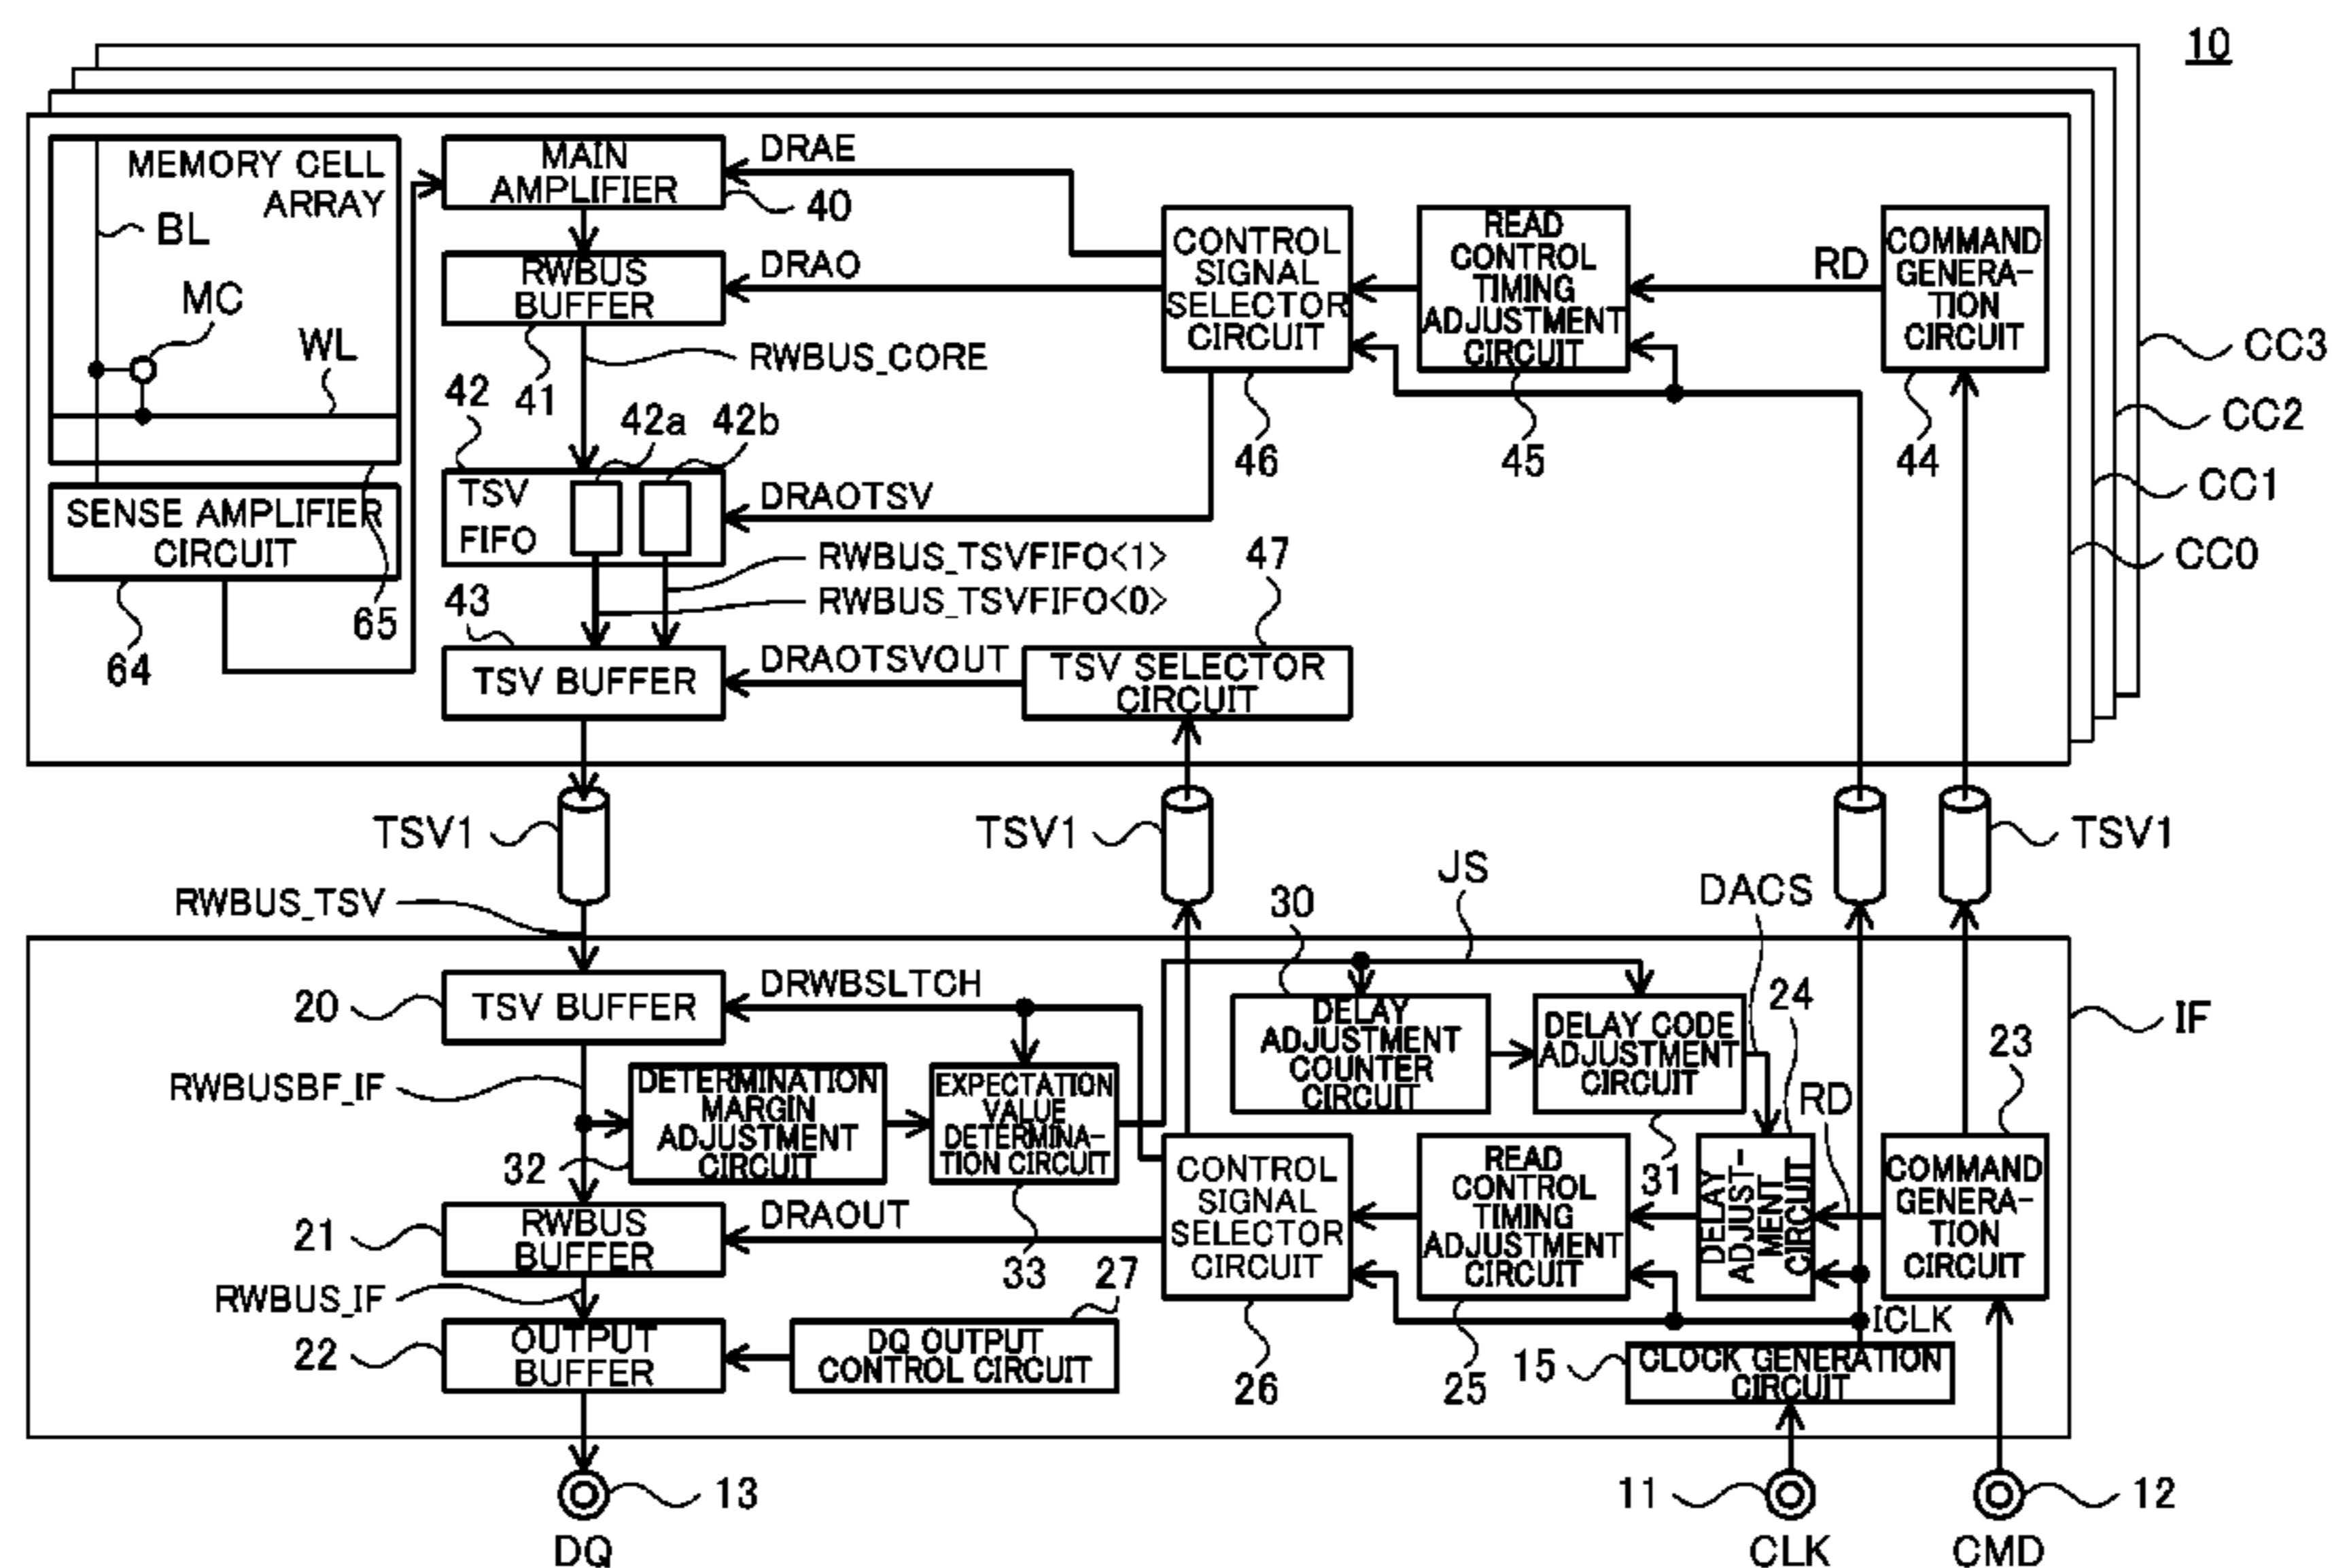 10
MEMORY CELL
ARRAY
BL
MC
WL
SENSE AMPLIFIER
CIRCUIT
64
65
MAIN
AMPLIFIER
40
DRAE
RWBUS
BUFFER
41
DRAO
RWBUS_CORE
42
42a
42b
TSV
FIFO
DRAOTSV
RWBUS_TSVFIFO<1>
RWBUS_TSVFIFO<0>
43
TSV BUFFER
DRAOTSVOUT
47
TSV SELECTOR
CIRCUIT
CONTROL
SIGNAL
SELECTOR
CIRCUIT
46
READ
CONTROL
TIMING
ADJUSTMENT
CIRCUIT
45
RD
COMMAND
GENERA-
TION
CIRCUIT
44
CC3
CC2
CC1
CC0
TSV1
TSV1
TSV1
RWBUS_TSV
20
TSV BUFFER
DRWBSLTCH
RWBUSBF_IF
DETERMINATION
MARGIN
ADJUSTMENT
CIRCUIT
32
EXPECTATION
VALUE
DETERMINA-
TION CIRCUIT
33
JS
30
DELAY
ADJUSTMENT
COUNTER
CIRCUIT
DELAY CODE
ADJUSTMENT
CIRCUIT
31
DACS
24
DELAY
ADJUST-
MENT
CIRCUIT
RD
23
COMMAND
GENERA-
TION
CIRCUIT
IF
21
RWBUS
BUFFER
DRAOUT
CONTROL
SIGNAL
SELECTOR
CIRCUIT
26
READ
CONTROL
TIMING
ADJUSTMENT
CIRCUIT
25
RWBUS_IF
22
OUTPUT
BUFFER
27
DQ OUTPUT
CONTROL CIRCUIT
ICLK
15
CLOCK GENERATION
CIRCUIT
13
DQ
11
CLK
12
CMD